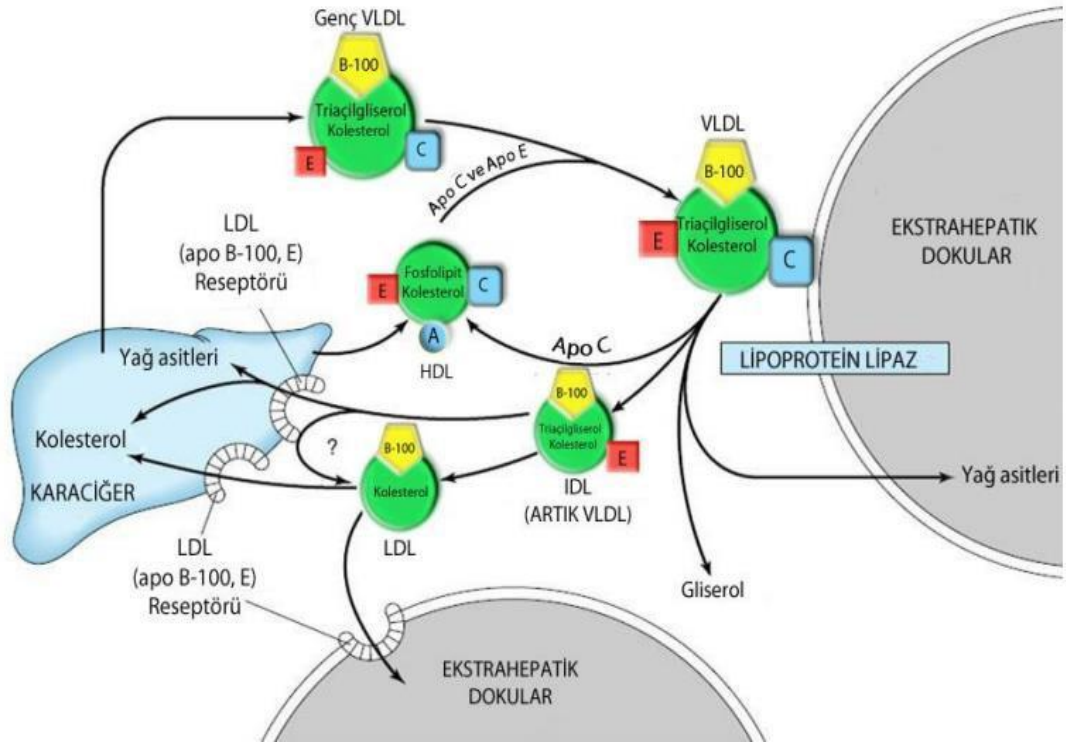 Genç VLDL
B-100
Triaçilgliserol
Kolesterol
E
C
VLDL
B-100
Triaçilgliserol
Kolesterol
E
C
Apo C ve Apo E
EKSTRAHEPATIK
DOKULAR
LDL
(apo B-100, E)
Reseptörü
Fosfolipit
Kolesterol
E
C
A
HDL
Apo C
LİPOPROTEİN LİPAZ
Yağ asitleri
Kolesterol
KARACİĞER
?
B-100
Kolesterol
LDL
B-100
Triaçilgliserol
Kolesterol
E
IDL
(ARTIK VLDL)
Yağ asitleri
LDL
(apo B-100, E)
Reseptörü
Gliserol
EKSTRAHEPATİK
DOKULAR